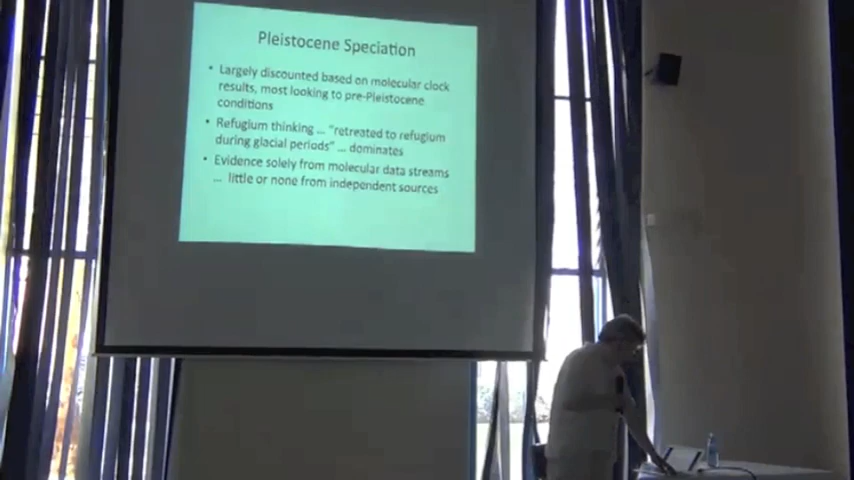 Pleistocene Speciation
• Largely discounted based on molecular clock
results, most looking to pre-Pleistocene
conditions
• Refugium thinking ... "retreated to refugium
during glacial periods" ... dominates
• Evidence solely from molecular data streams
... little or none from independent sources